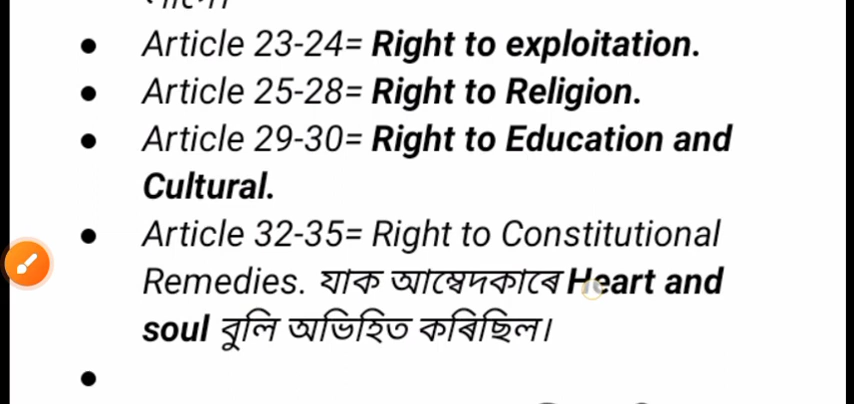 Article 23-24= Right to exploitation.
Article 25-28= Right to Religion.
Article 29-30= Right to Education and
Cultural.
Article 32-35= Right to Constitutional
Remedies. যাক আম্বেদকাৰে Heart and
soul বুলি অভিহিত কৰিছিল।